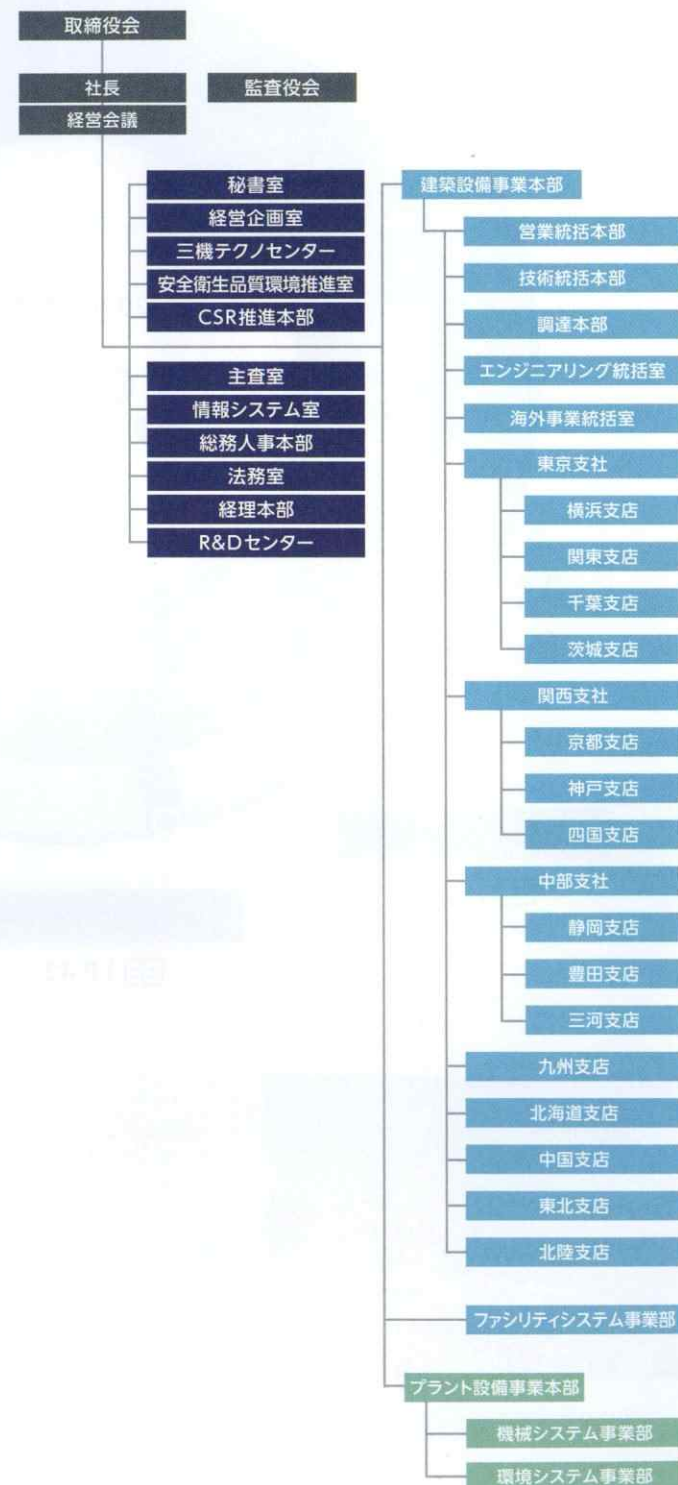 取締役会
社長
監査役会
経営会議
秘書室
経営企画室
三機テクノセンター
安全衛生品質環境推進室
CSR推進本部
主査室
情報システム室
総務人事本部
法務室
経理本部
R&Dセンター
建築設備事業本部
営業統括本部
技術統括本部
調達本部
エンジニアリング統括室
海外事業統括室
東京支社
横浜支店
関東支店
千葉支店
茨城支店
関西支社
京都支店
神戸支店
四国支店
中部支社
静岡支店
豊田支店
三河支店
九州支店
北海道支店
中国支店
東北支店
北陸支店
ファシリティシステム事業部
プラント設備事業本部
機械システム事業部
環境システム事業部